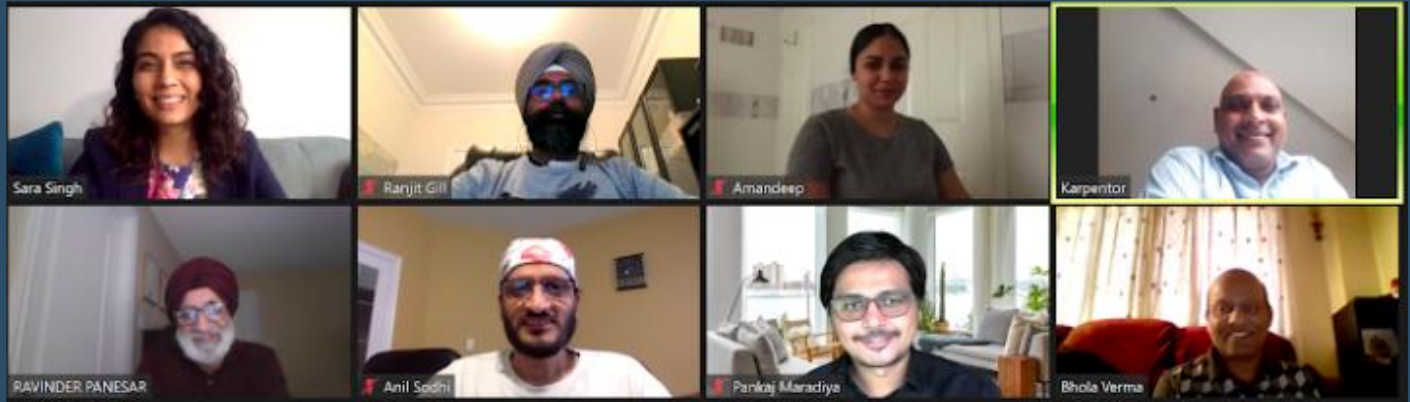 Sara Singh
Ranjit Gill
Amandeep
Karpentor
RAVINDER PANESAR
Anil Sodhi
Pankaj Maradiya
Bhola Verma